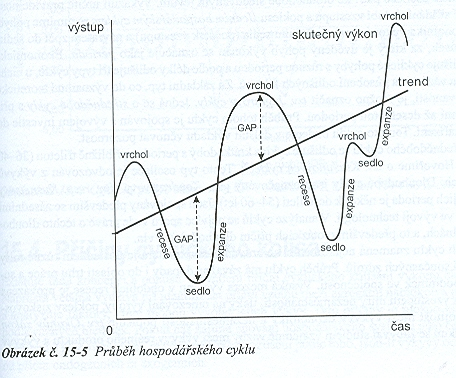 výstup
vrchol
skutečný výkon
trend
vrchol
GAP
vrchol
vrchol
sedlo
expanze
recese
GAP
expanze
recese
expanze
sedlo
sedlo
0
čas
Obrázek č. 15-5 Průběh hospodářského cyklu